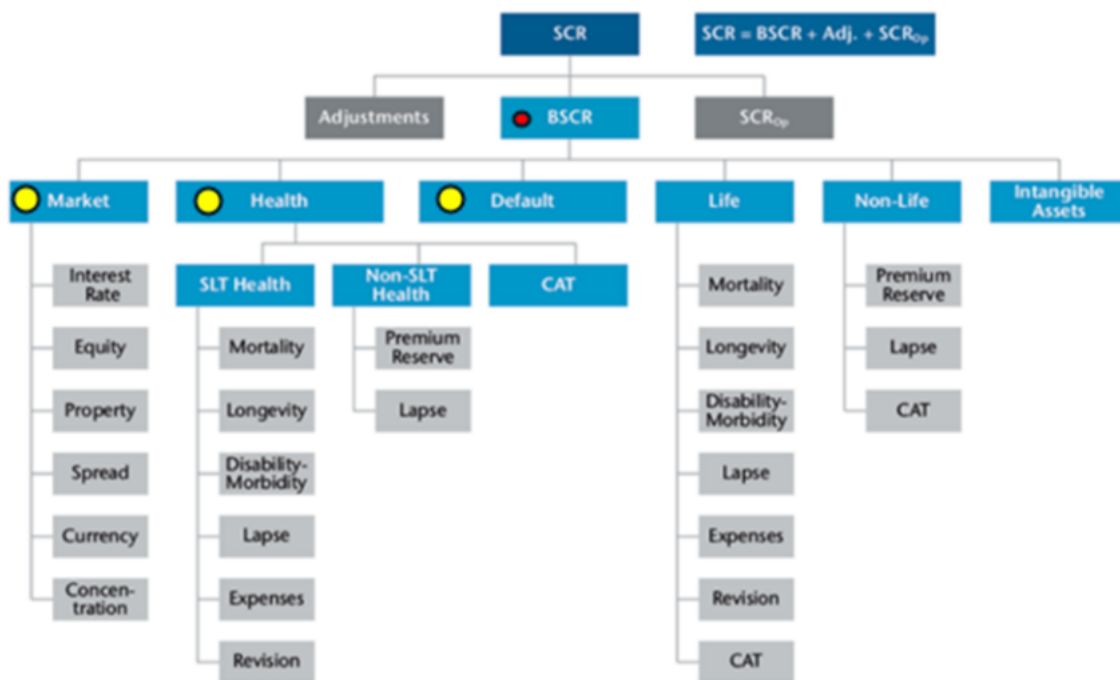 SCR
SCR = BSCR + Adj. + SCROp
Adjustments
BSCR
SCROp
Market
Health
Default
Life
Non-Life
Intangible
Assets
SLT Health
Non-SLT
Health
CAT
Interest
Rate
Equity
Property
Spread
Currency
Concen-
tration
Mortality
Longevity
Disability-
Morbidity
Lapse
Expenses
Revision
Premium
Reserve
Lapse
Mortality
Longevity
Disability-
Morbidity
Lapse
Expenses
Revision
CAT
Premium
Reserve
Lapse
CAT